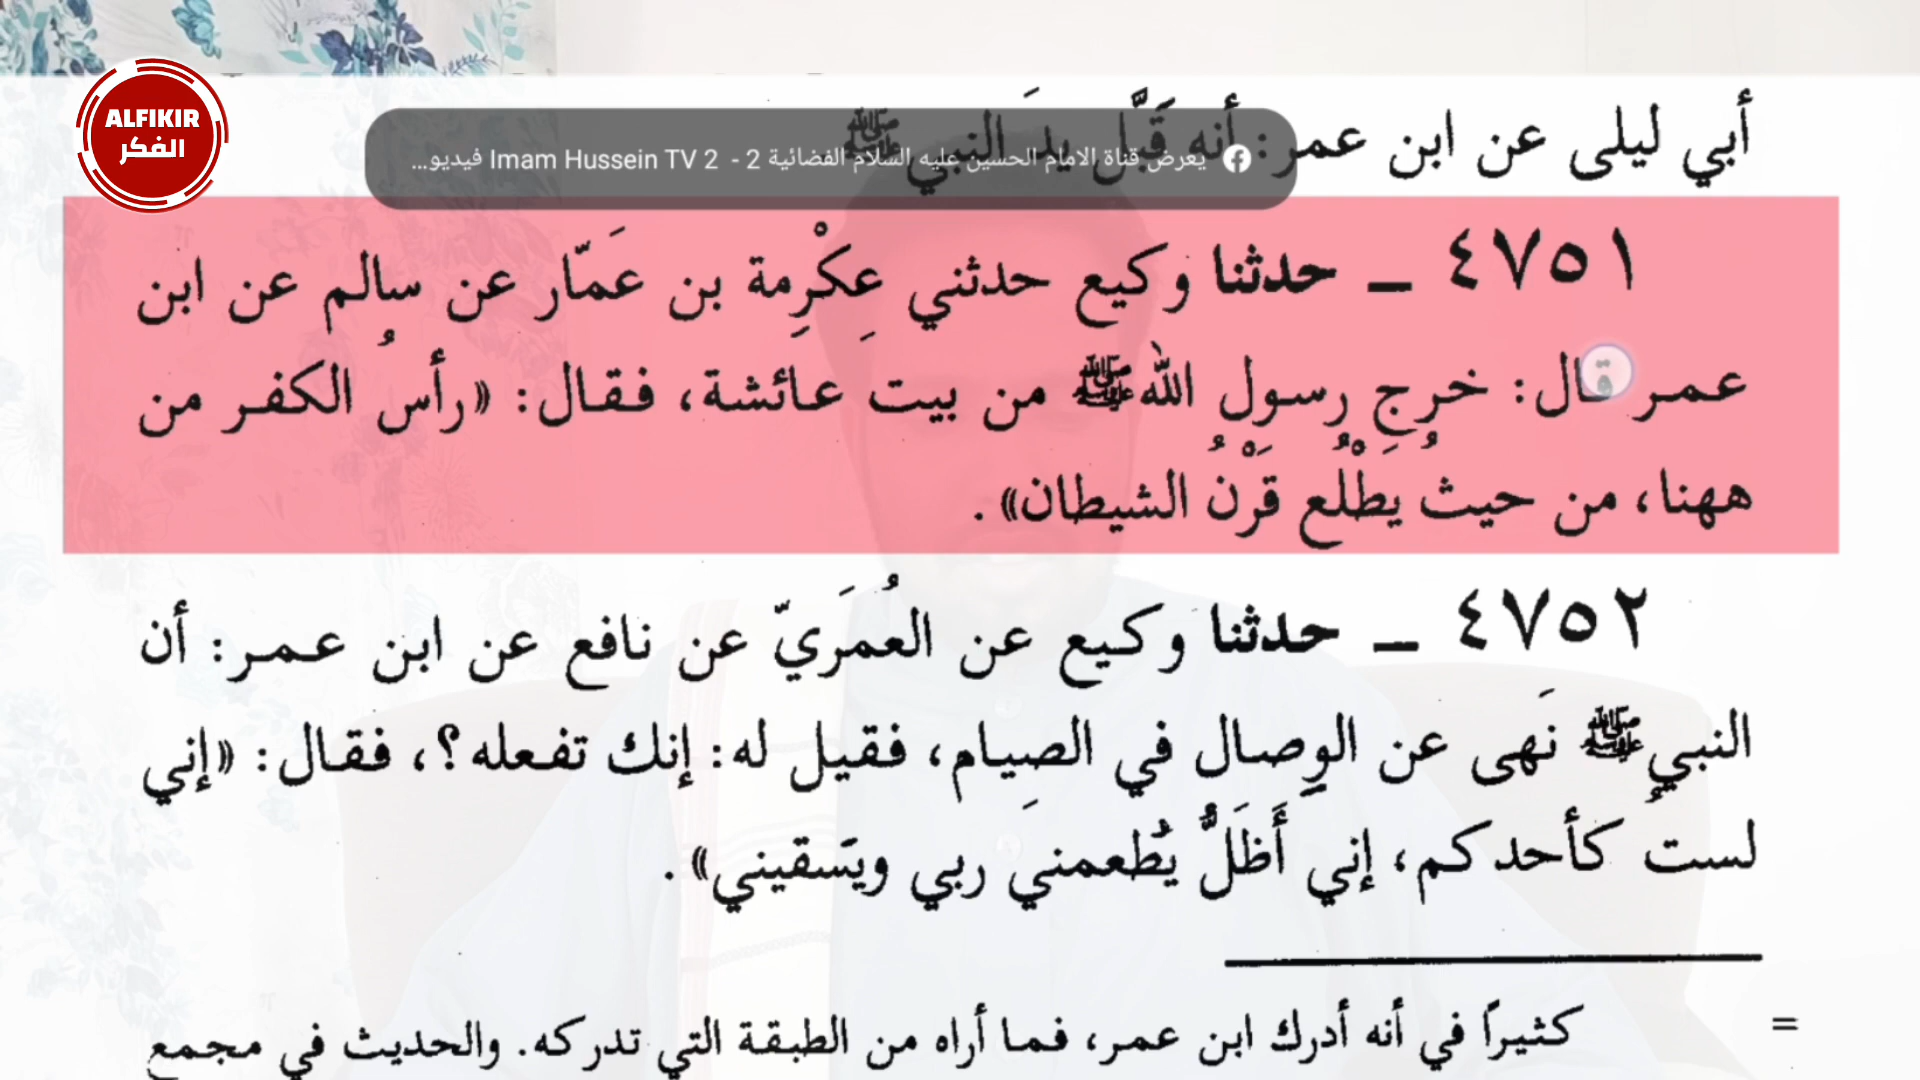 ALFIKIR
الفكر
أبي ليلى عن ابن عمر: أنه قَبَّل يدَ النبي ﷺ
يعرض قناة الامام الحسين عليه السلام الفضائية 2 - Imam Hussein TV 2 فيديو...
٤٧٥١ ـ حدثنا وكيع حدثني عِكْرِمة بن عَمّار عن سالم عن ابن
عمر قال: خرج رسول الله ﷺ من بيت عائشة، فقال: «رأسُ الكفر من
ههنا، من حيثُ يَطْلُع قَرْنُ الشيطان».
٤٧٥٢ ـ حدثنا وكيع عن العُمَريّ عن نافع عن ابن عمر: أن
النبي ﷺ نَهى عن الوِصال في الصِيام، فقيل له: إنك تفعله؟، فقال: «إني
لستُ كأحدكم، إني أَظَلُّ يُطعمني ربي ويَسقيني».
= كثيراً في أنه أدرك ابن عمر، فما أراه من الطبقة التي تدركه. والحديث في مجمع